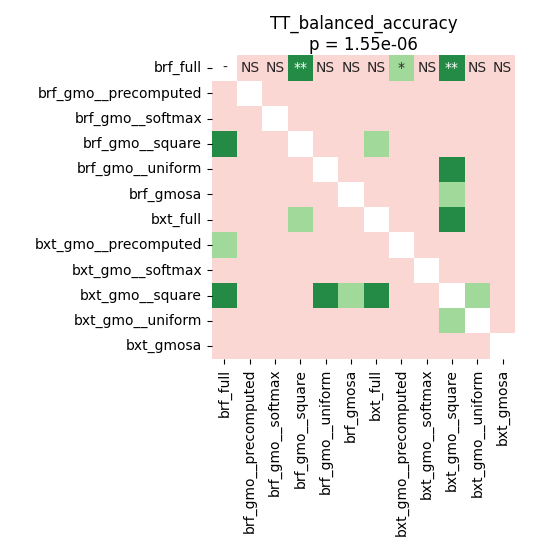 TT_balanced_accuracy
p = 1.55e-06
brf_full - NS NS ** NS NS NS * NS ** NS NS
brf_gmo__precomputed
brf_gmo__softmax
brf_gmo__square
brf_gmo__uniform
brf_gmosa
bxt_full
bxt_gmo__precomputed
bxt_gmo__softmax
bxt_gmo__square
bxt_gmo__uniform
bxt_gmosa
brf_full
brf_gmo__precomputed
brf_gmo__softmax
brf_gmo__square
brf_gmo__uniform
brf_gmosa
bxt_full
bxt_gmo__precomputed
bxt_gmo__softmax
bxt_gmo__square
bxt_gmo__uniform
bxt_gmosa